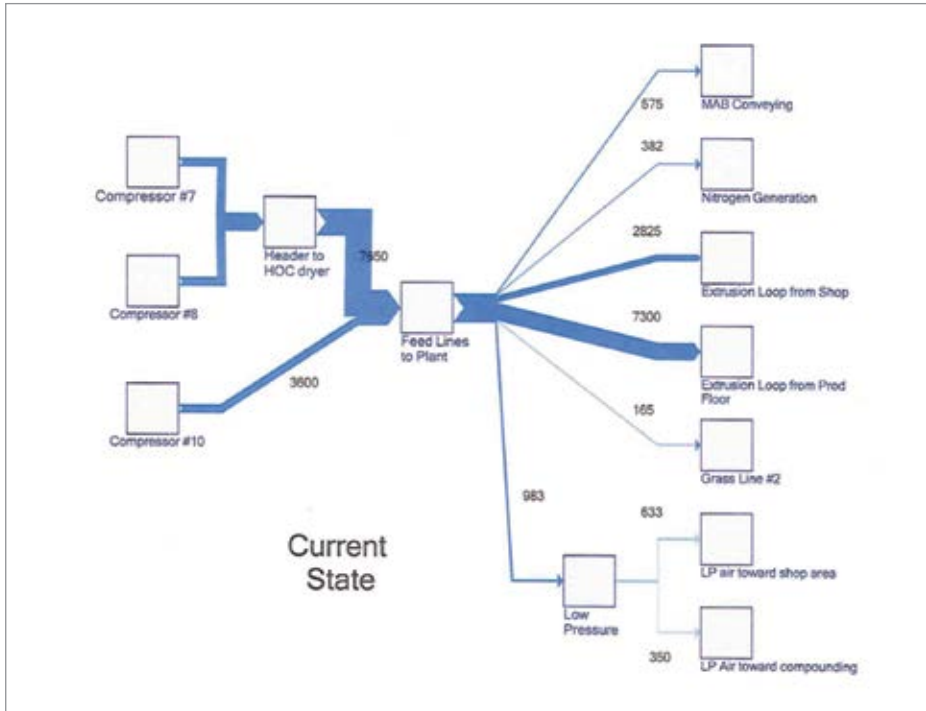 MAB Conveying
575
382
Compressor #7
Nitrogen Generation
2825
Header to
HOC dryer
Extrusion Loop from Shop
Compressor #8
7300
Feed Lines
to Plant
Extrusion Loop from Prod
Floor
3600
165
Compressor #10
Grass Line #2
983
633
Current
State
LP air toward shop area
Low
Pressure
350
LP Air toward compounding